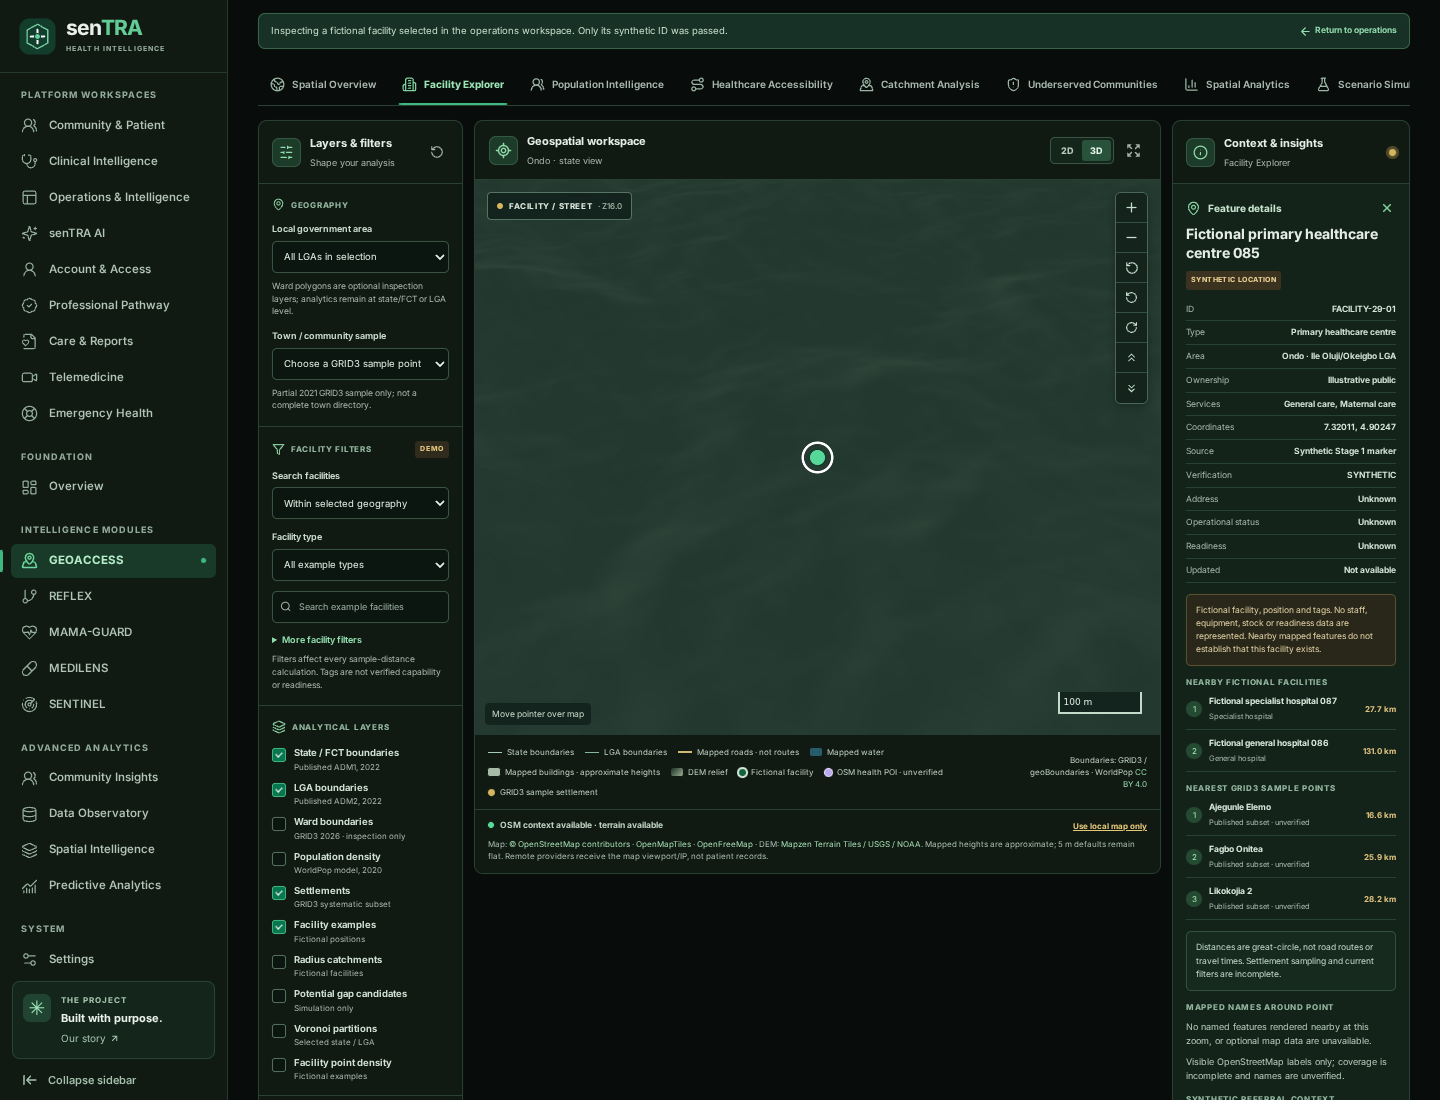 senTRA
HEALTH INTELLIGENCE
PLATFORM WORKSPACES
Community & Patient
Clinical Intelligence
Operations & Intelligence
senTRA AI
Account & Access
Professional Pathway
Care & Reports
Telemedicine
Emergency Health
FOUNDATION
Overview
INTELLIGENCE MODULES
GEOACCESS
REFLEX
MAMA-GUARD
MEDILENS
SENTINEL
ADVANCED ANALYTICS
Community Insights
Data Observatory
Spatial Intelligence
Predictive Analytics
SYSTEM
Settings
THE PROJECT
Built with purpose.
Our story ↗
Collapse sidebar
Inspecting a fictional facility selected in the operations workspace. Only its synthetic ID was passed.
← Return to operations
Spatial Overview
Facility Explorer
Population Intelligence
Healthcare Accessibility
Catchment Analysis
Underserved Communities
Spatial Analytics
Scenario Simu
Layers & filters
Shape your analysis
GEOGRAPHY
Local government area
All LGAs in selection
Ward polygons are optional inspection
layers; analytics remain at state/FCT or LGA
level.
Town / community sample
Choose a GRID3 sample point
Partial 2021 GRID3 sample only; not a
complete town directory.
FACILITY FILTERS
DEMO
Search facilities
Within selected geography
Facility type
All example types
Search example facilities
▶ More facility filters
Filters affect every sample-distance
calculation. Tags are not verified capability
or readiness.
ANALYTICAL LAYERS
State / FCT boundaries
Published ADM1, 2022
LGA boundaries
Published ADM2, 2022
Ward boundaries
GRID3 2026 · inspection only
Population density
WorldPop model, 2020
Settlements
GRID3 systematic subset
Facility examples
Fictional positions
Radius catchments
Fictional facilities
Potential gap candidates
Simulation only
Voronoi partitions
Selected state / LGA
Facility point density
Fictional examples
Geospatial workspace
Ondo · state view
2D
3D
FACILITY / STREET · Z16.0
Move pointer over map
100 m
State boundaries
LGA boundaries
Mapped roads · not routes
Mapped water
Mapped buildings · approximate heights
DEM relief
Fictional facility
OSM health POI · unverified
GRID3 sample settlement
Boundaries: GRID3 /
geoBoundaries · WorldPop CC
BY 4.0
OSM context available · terrain available
Use local map only
Map: © OpenStreetMap contributors · OpenMapTiles · OpenFreeMap · DEM: Mapzen Terrain Tiles / USGS / NOAA. Mapped heights are approximate; 5 m defaults remain
flat. Remote providers receive the map viewport/IP, not patient records.
Context & insights
Facility Explorer
Feature details
Fictional primary healthcare
centre 085
SYNTHETIC LOCATION
ID FACILITY-29-01
Type Primary healthcare centre
Area Ondo · Ile Oluji/Okeigbo LGA
Ownership Illustrative public
Services General care, Maternal care
Coordinates 7.32011, 4.90247
Source Synthetic Stage 1 marker
Verification SYNTHETIC
Address Unknown
Operational status Unknown
Readiness Unknown
Updated Not available
Fictional facility, position and tags. No staff,
equipment, stock or readiness data are
represented. Nearby mapped features do not
establish that this facility exists.
NEARBY FICTIONAL FACILITIES
1 Fictional specialist hospital 087 27.7 km
Specialist hospital
2 Fictional general hospital 086 131.0 km
General hospital
NEAREST GRID3 SAMPLE POINTS
1 Ajegunle Elemo 16.6 km
Published subset · unverified
2 Fagbo Onitea 25.9 km
Published subset · unverified
3 Likokojia 2 28.2 km
Published subset · unverified
Distances are great-circle, not road routes or
travel times. Settlement sampling and current
filters are incomplete.
MAPPED NAMES AROUND POINT
No named features rendered nearby at this
zoom, or optional map data are unavailable.
Visible OpenStreetMap labels only; coverage is
incomplete and names are unverified.
SYNTHETIC REFERRAL CONTEXT